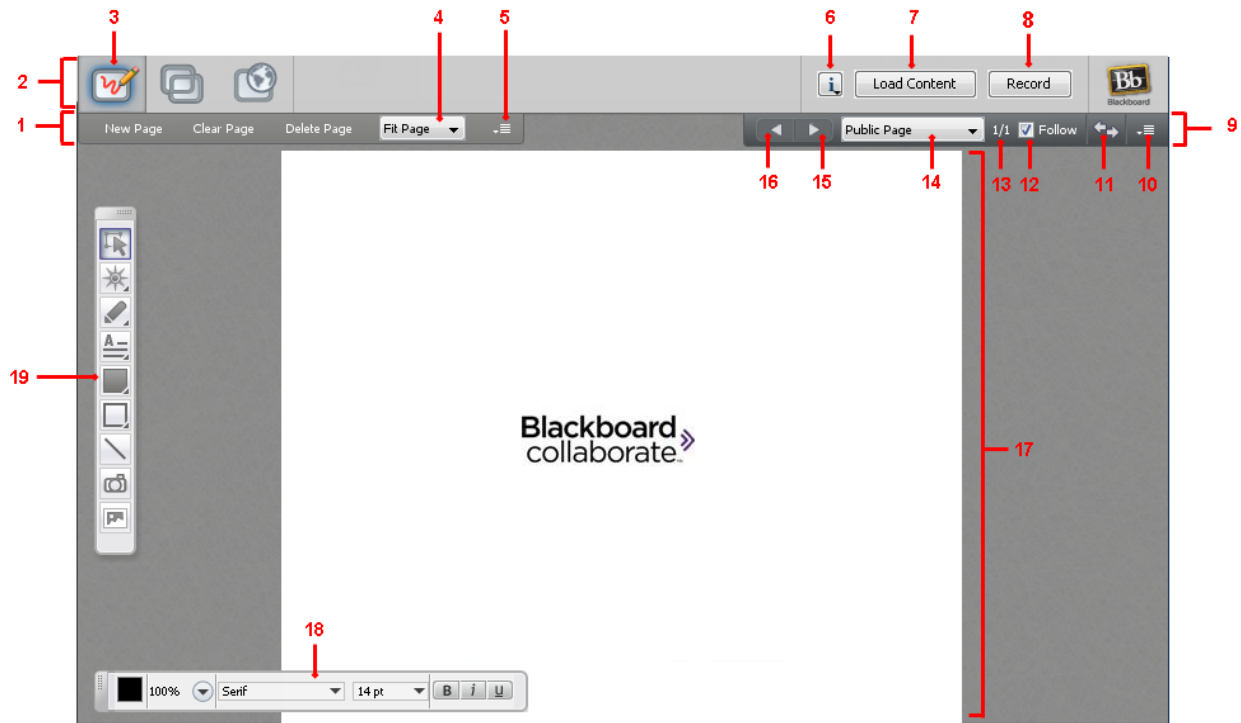 3 4 5 6 7 8
2
i Load Content Record Bb
Blackboard
1 New Page Clear Page Delete Page Fit Page Public Page 1/1 Follow 9
16 15 14 13 12 11 10
A
19
Blackboard
collaborate™
17
18
100% Serif 14 pt B i U